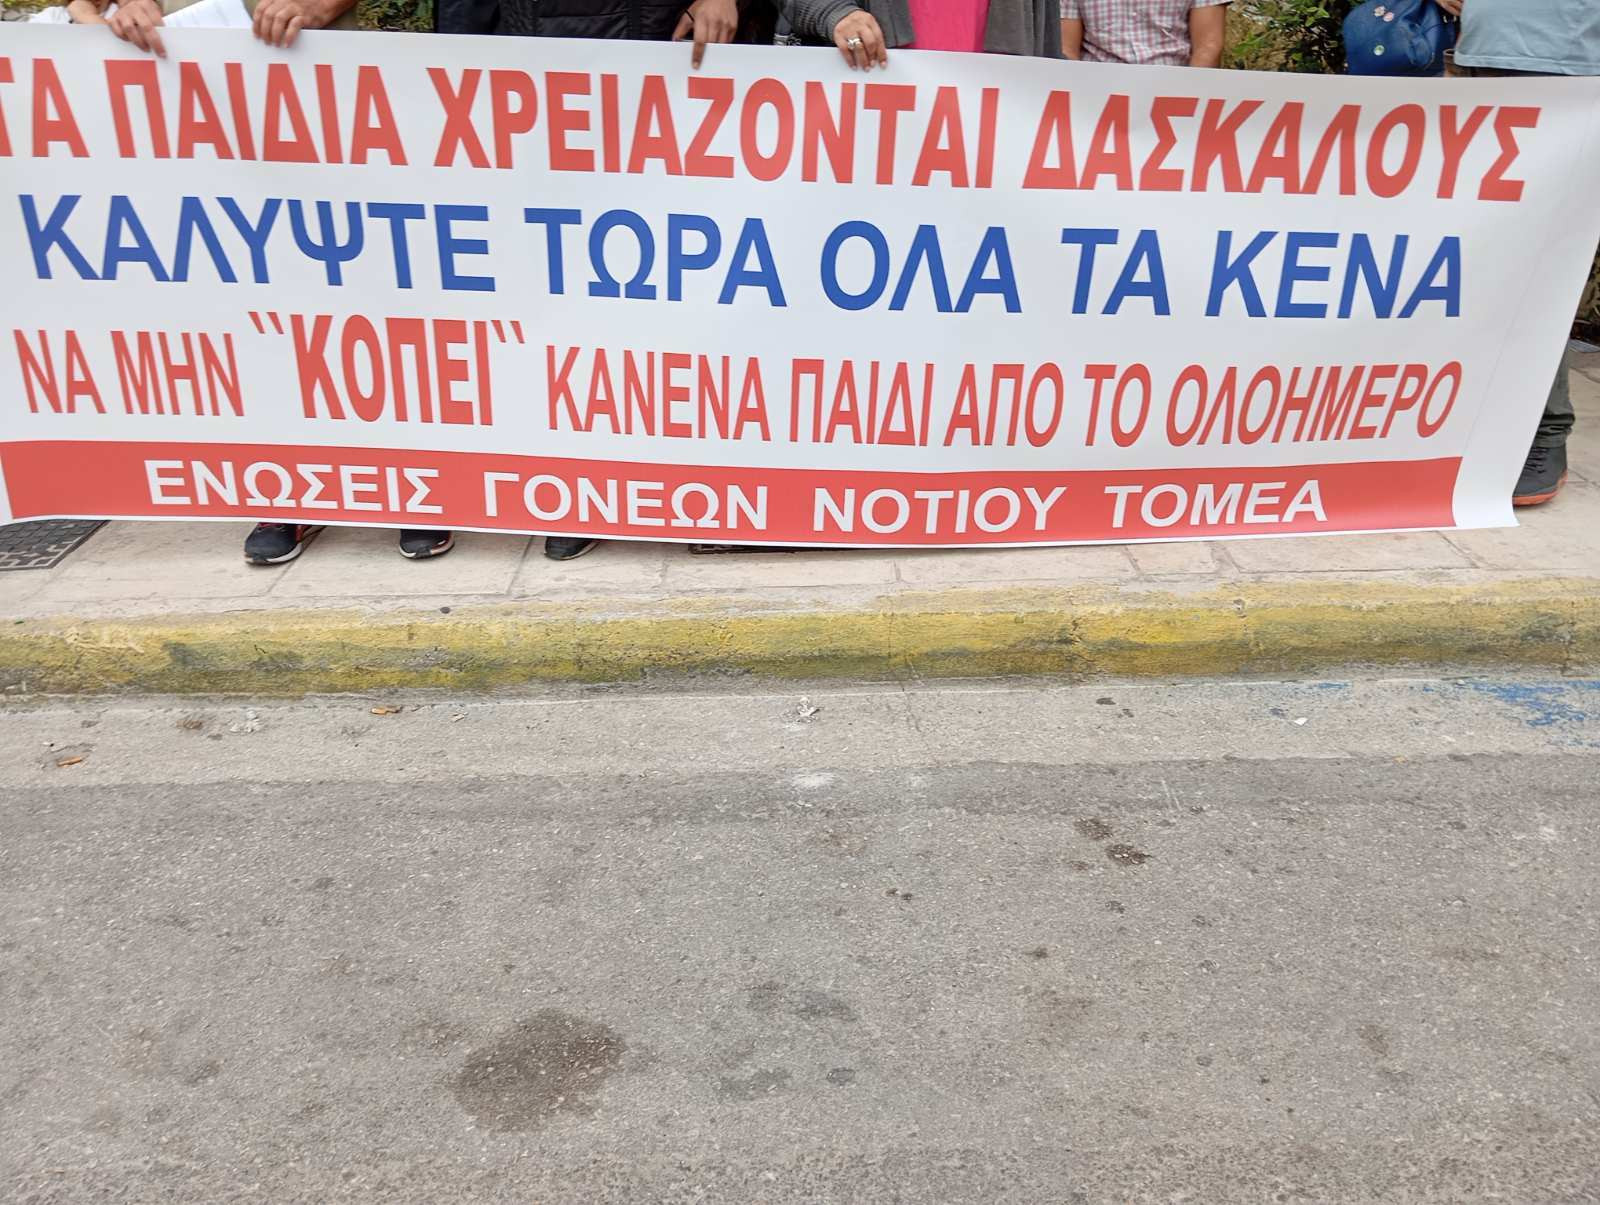 ΤΑ ΠΑΙΔΙΑ ΧΡΕΙΑΖΟΝΤΑΙ ΔΑΣΚΑΛΟΥΣ
ΚΑΛΥΨΤΕ ΤΩΡΑ ΟΛΑ ΤΑ ΚΕΝΑ
ΝΑ ΜΗΝ ``ΚΟΠΕΙ`` ΚΑΝΕΝΑ ΠΑΙΔΙ ΑΠΟ ΤΟ ΟΛΟΗΜΕΡΟ
ΕΝΩΣΕΙΣ ΓΟΝΕΩΝ ΝΟΤΙΟΥ ΤΟΜΕΑ